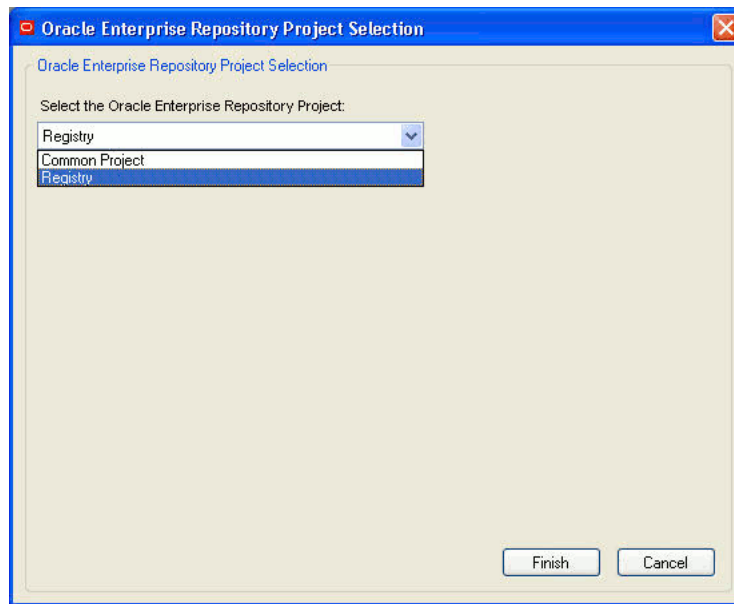 Oracle Enterprise Repository Project Selection
Oracle Enterprise Repository Project Selection
Select the Oracle Enterprise Repository Project:
Registry
Common Project
Registry
Finish Cancel